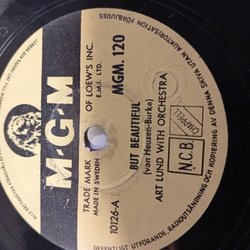 M-G-M
TRADE MARK OF LOEW'S INC.
MADE IN SWEDEN E.M.I. LTD.
10126-A
MGM. 120
BUT BEAUTIFUL
(van Heusen-Burke)
ART LUND WITH ORCHESTRA
N.C.B.
CHAPPELL
OFFENTLIGT UTFÖRANDE, RADIOUTSÄNDNING OCH KOPIERING AV DENNA SKIVA UTAN AUKTORISATION FÖRBJUDES